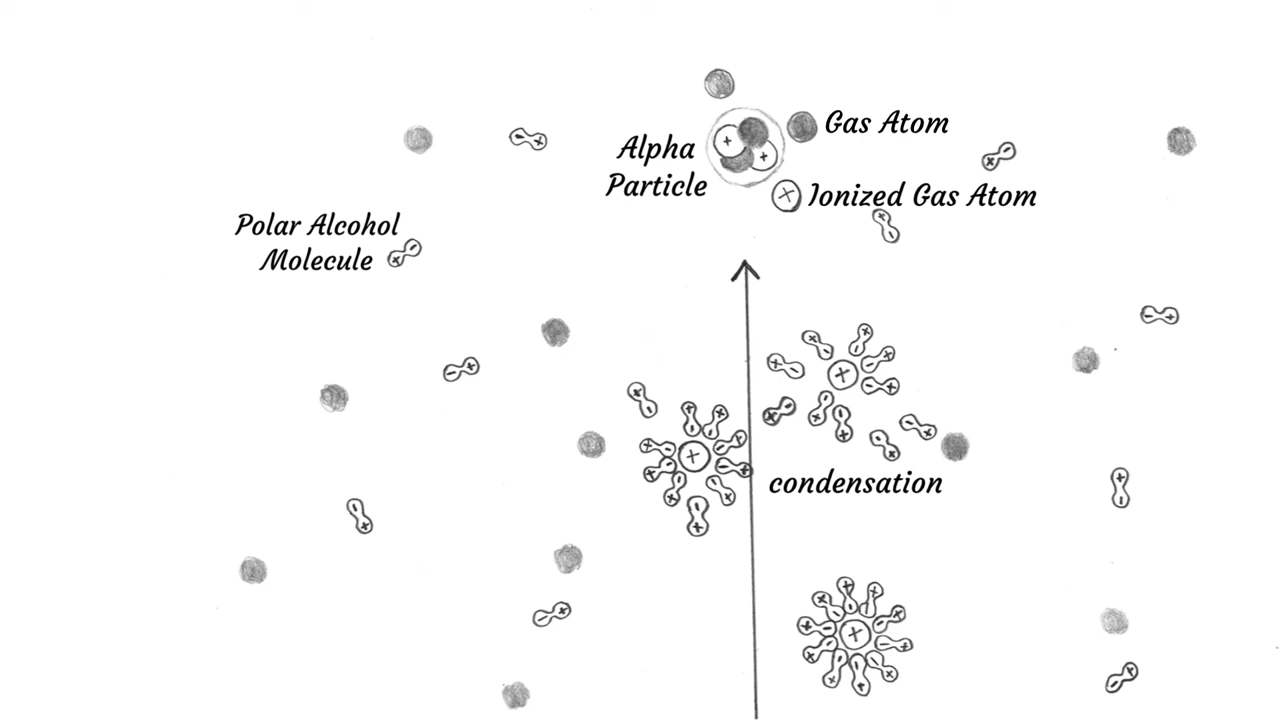 Gas Atom
Alpha
Particle
Ionized Gas Atom
Polar Alcohol
Molecule
condensation